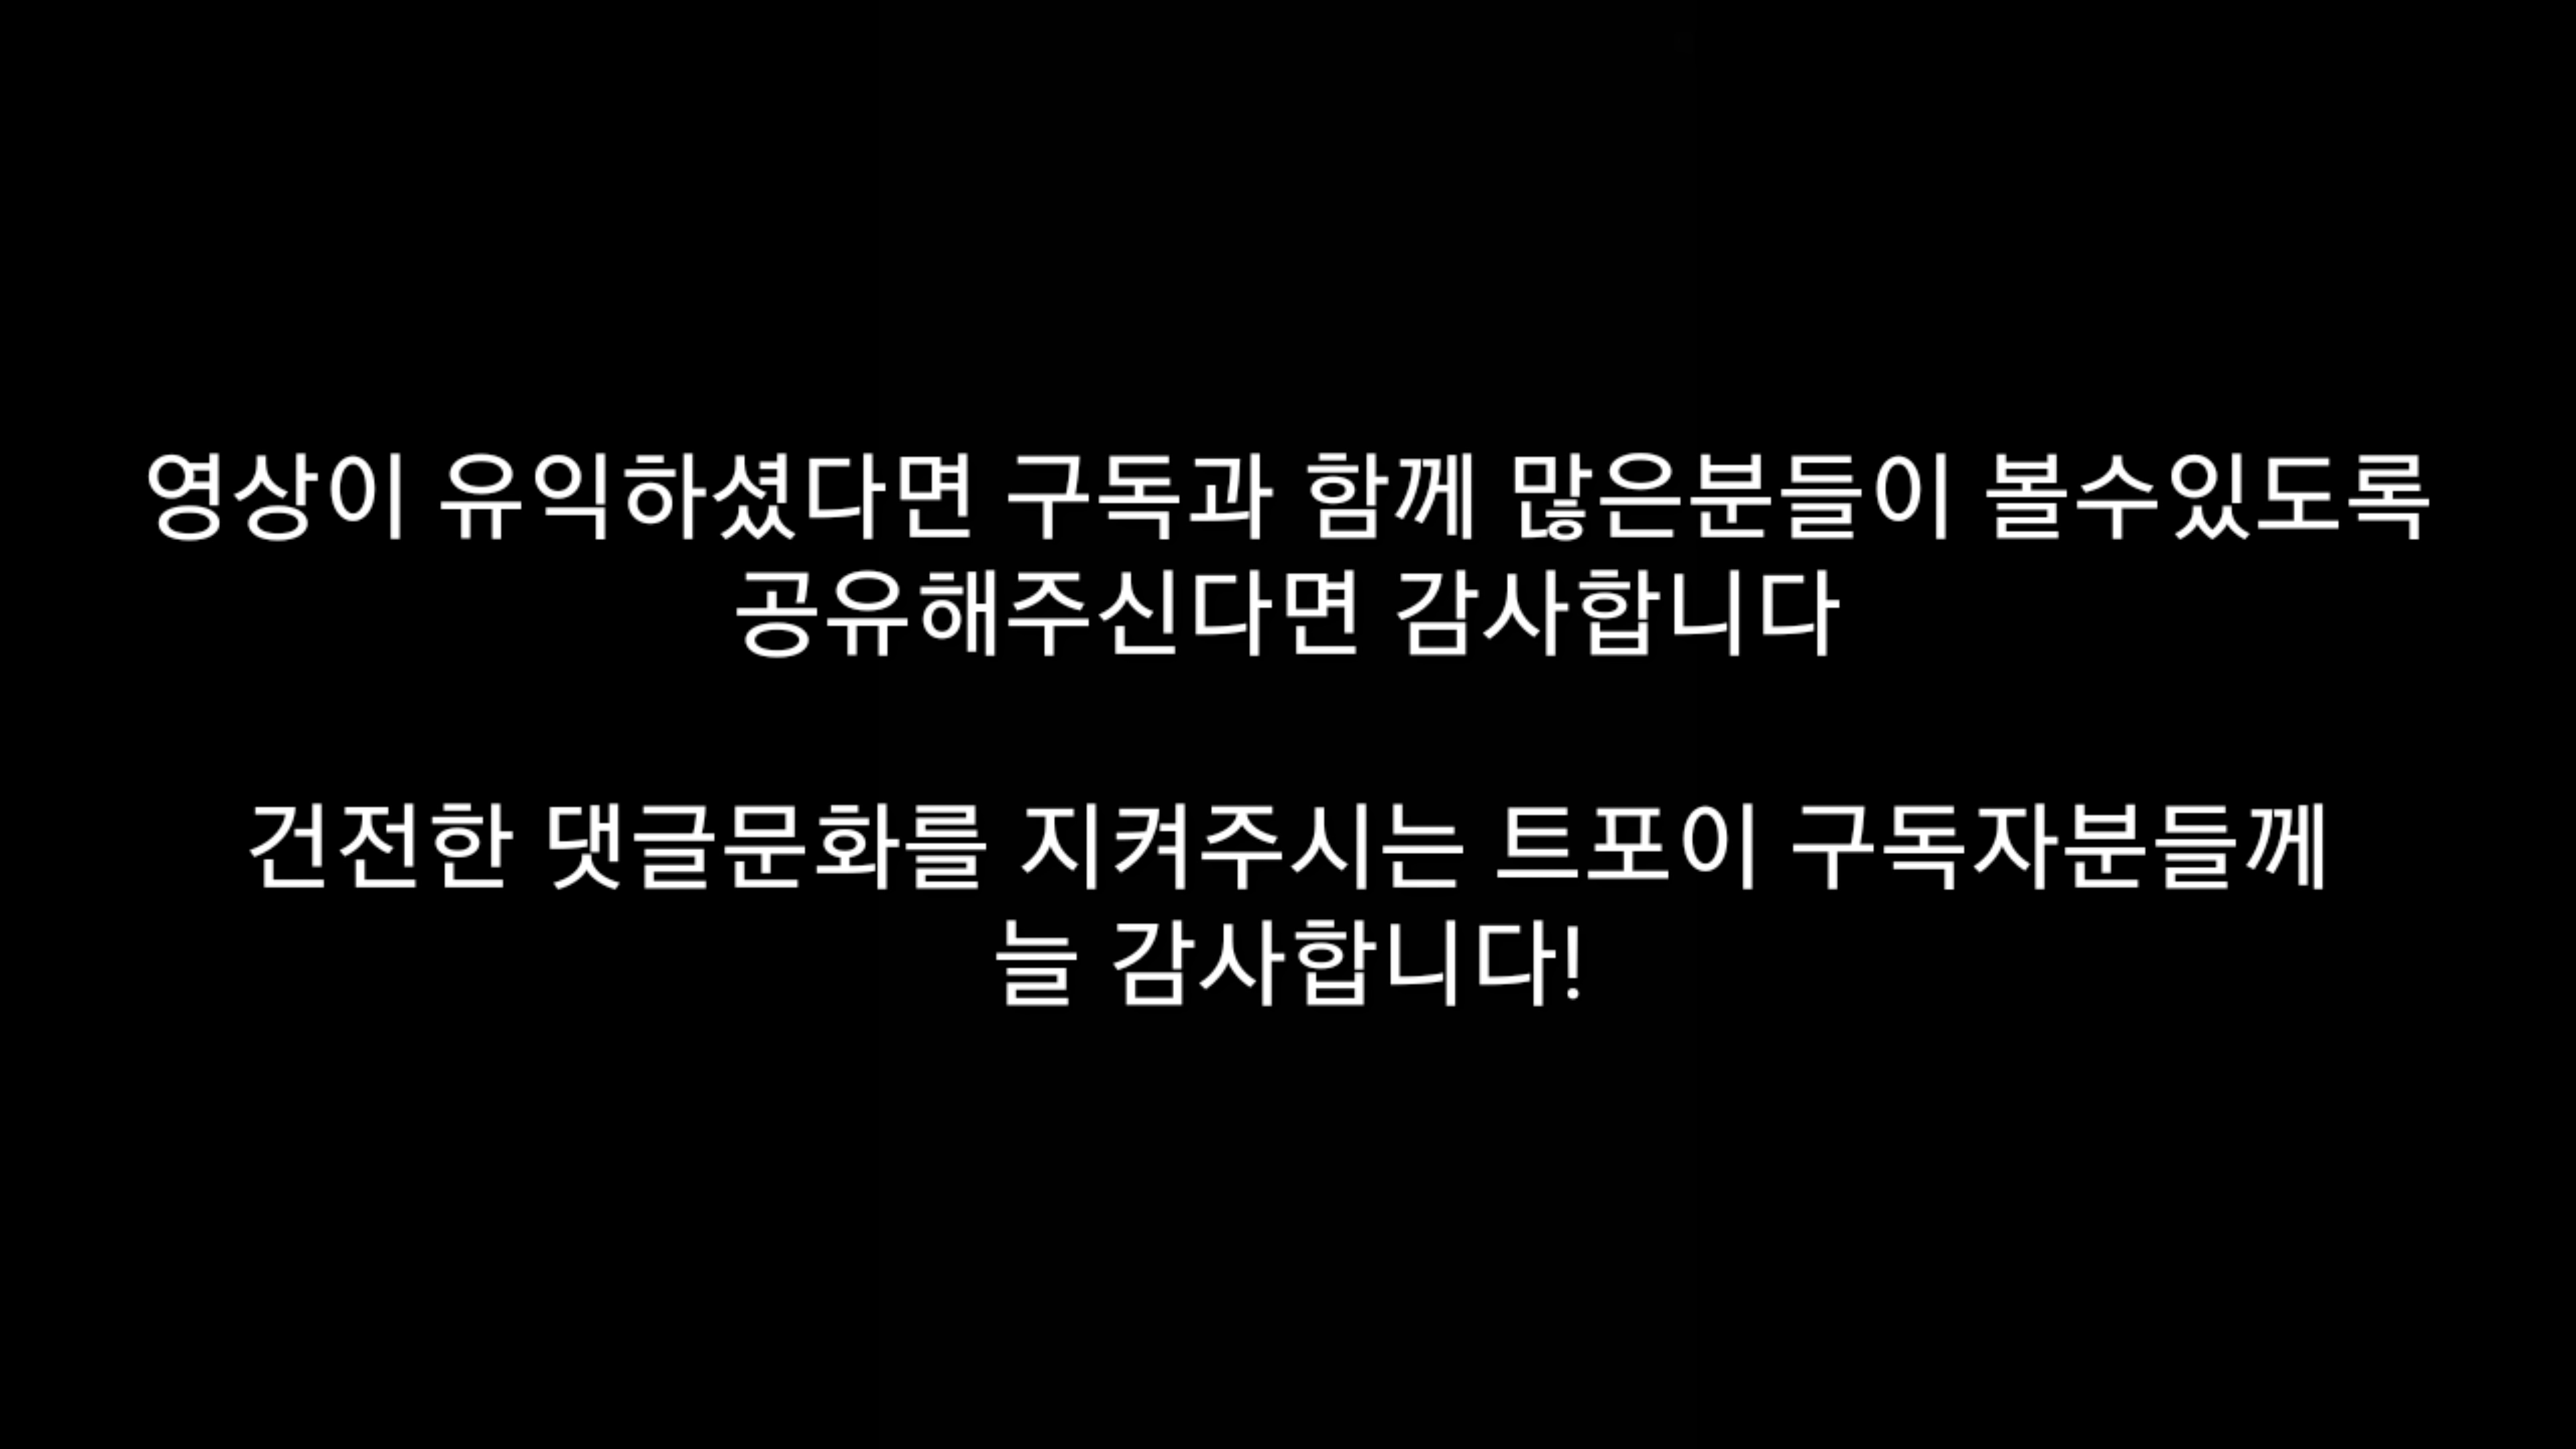 영상이 유익하셨다면 구독과 함께 많은분들이 볼수있도록
공유해주신다면 감사합니다
건전한 댓글문화를 지켜주시는 트포이 구독자분들께
늘 감사합니다!